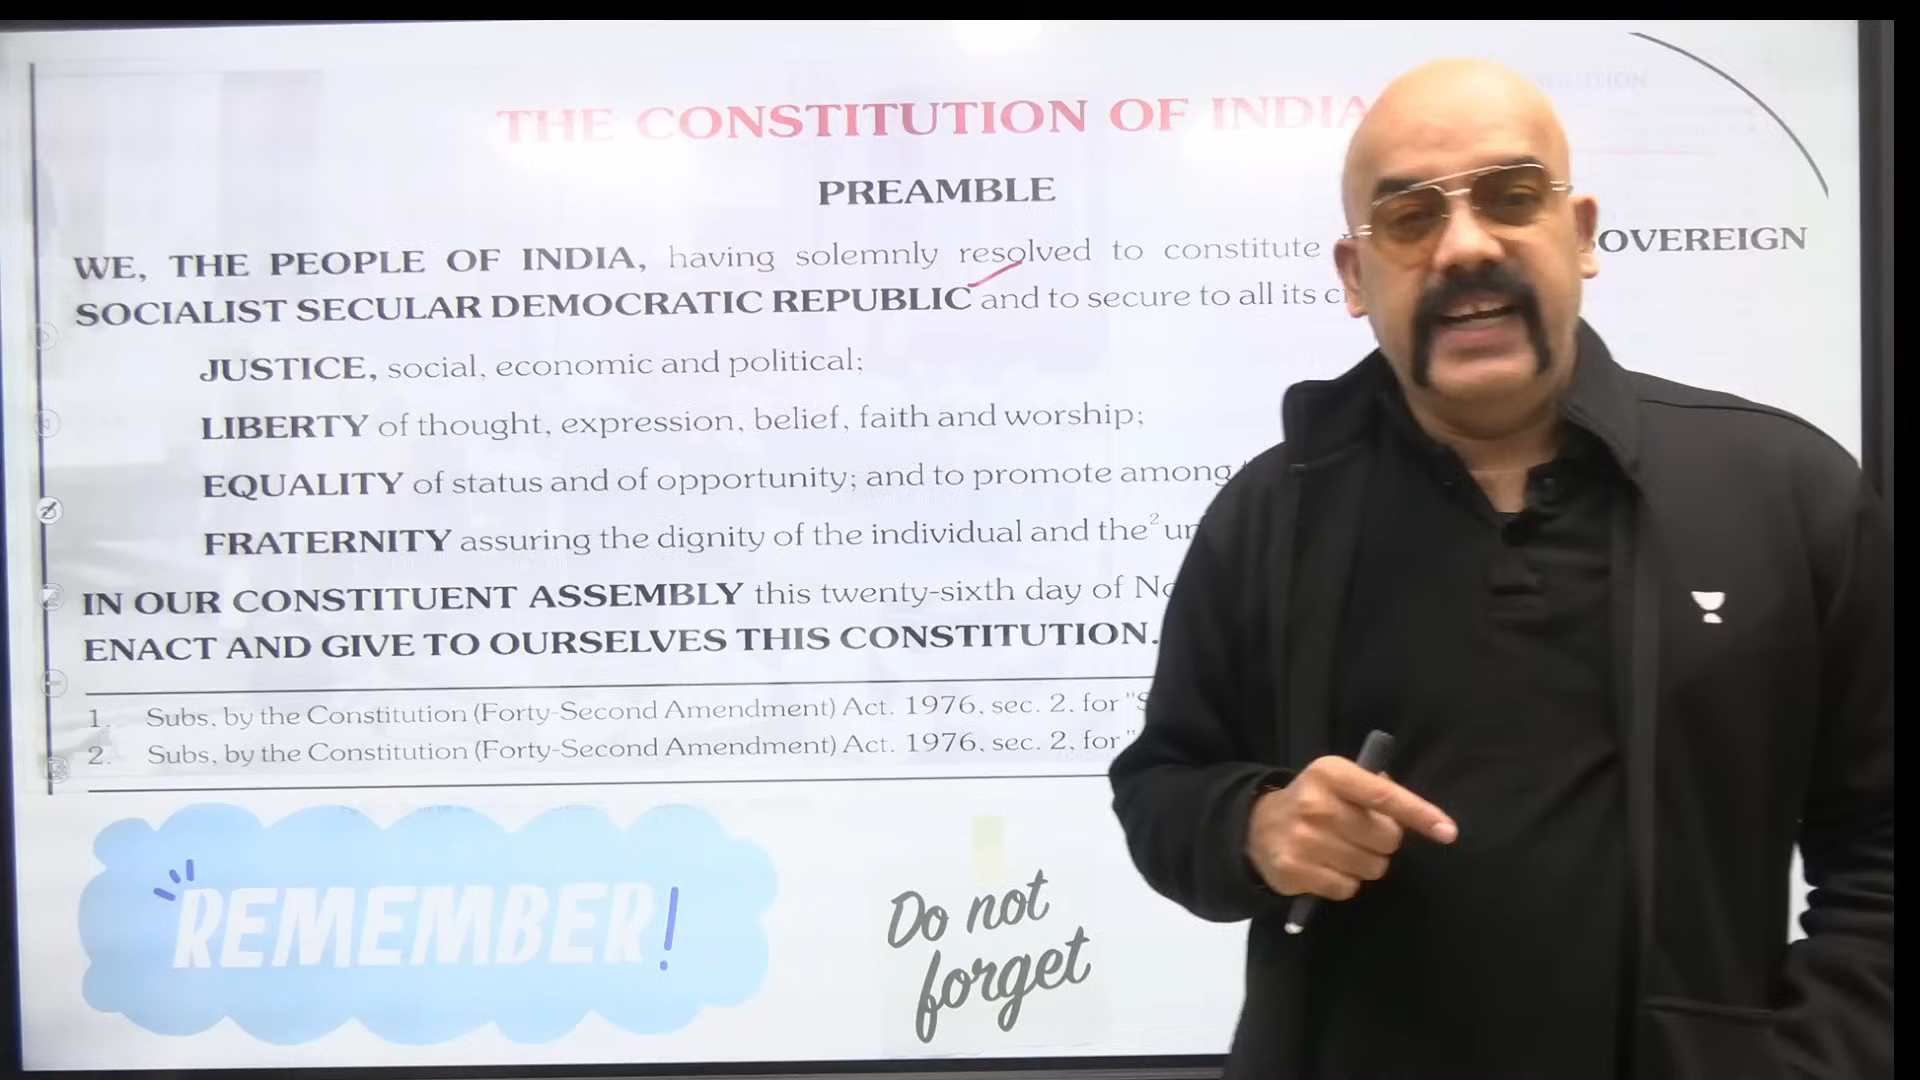 THE CONSTITUTION OF INDIA
PREAMBLE
WE, THE PEOPLE OF INDIA, having solemnly resolved to constitute OVEREIGN
SOCIALIST SECULAR DEMOCRATIC REPUBLIC and to secure to all its
JUSTICE, social, economic and political;
LIBERTY of thought, expression, belief, faith and worship;
EQUALITY of status and of opportunity; and to promote among
FRATERNITY assuring the dignity of the individual and the ²
IN OUR CONSTITUENT ASSEMBLY this twenty-sixth day of
ENACT AND GIVE TO OURSELVES THIS CONSTITUTION.
1. Subs. by the Constitution (Forty-Second Amendment) Act. 1976. sec. 2. for
2. Subs. by the Constitution (Forty-Second Amendment) Act. 1976. sec. 2, for
REMEMBER!
Do not
forget